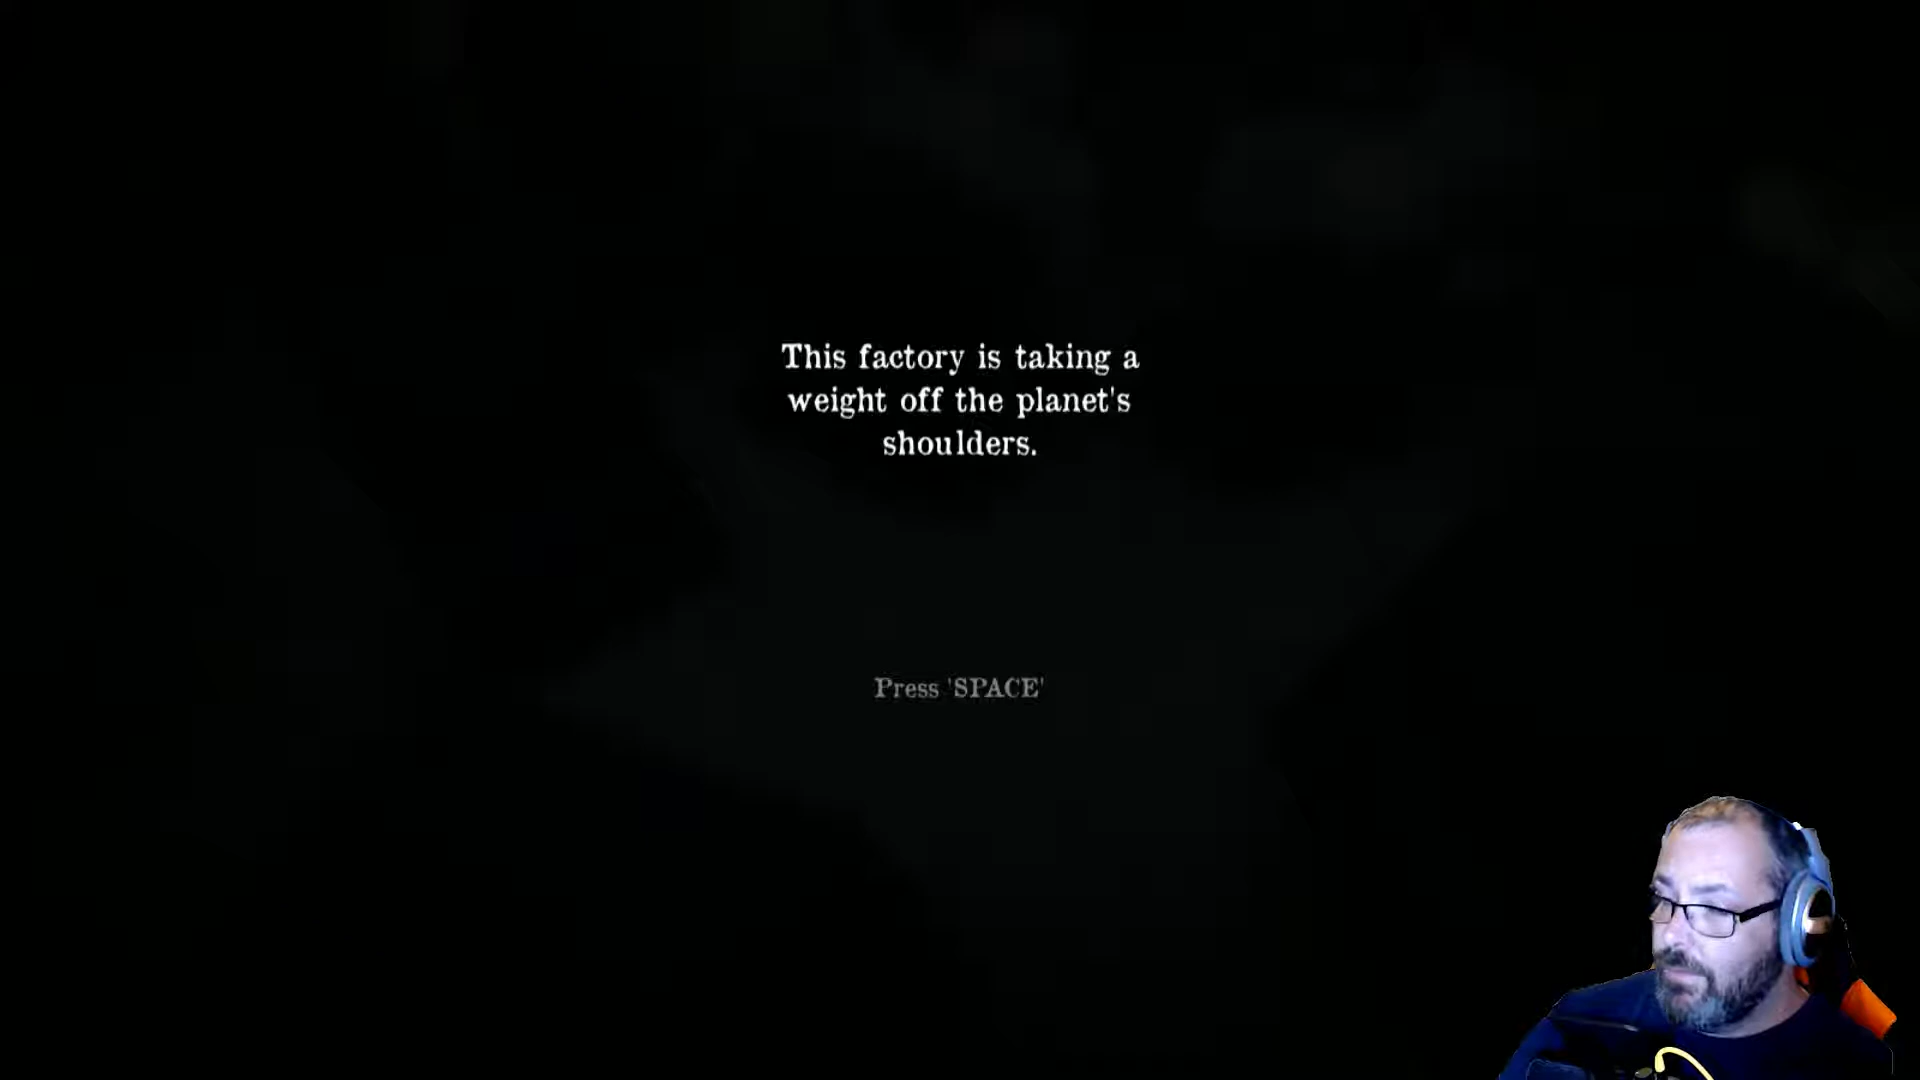 This factory is taking a
weight off the planet's
shoulders.
Press 'SPACE'